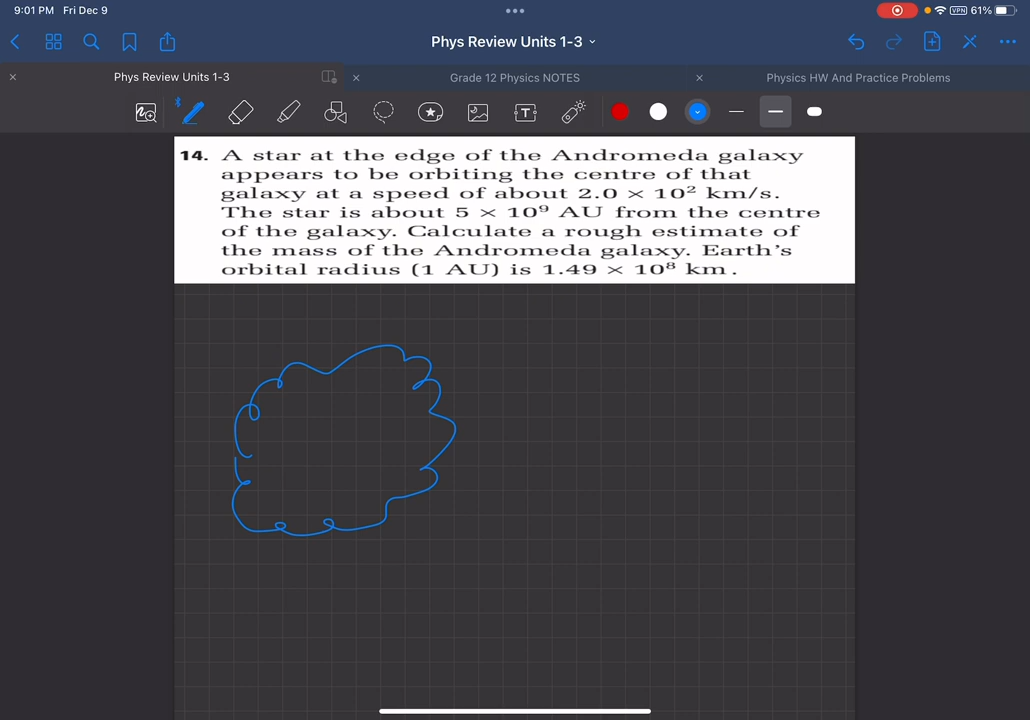 9:01 PM Fri Dec 9
VPN 61%
Phys Review Units 1-3
Phys Review Units 1-3
Grade 12 Physics NOTES
Physics HW And Practice Problems
T
14. A star at the edge of the Andromeda galaxy
appears to be orbiting the centre of that
galaxy at a speed of about 2.0 × 10² km/s.
The star is about 5 × 10⁹ AU from the centre
of the galaxy. Calculate a rough estimate of
the mass of the Andromeda galaxy. Earth's
orbital radius (1 AU) is 1.49 × 10⁸ km.